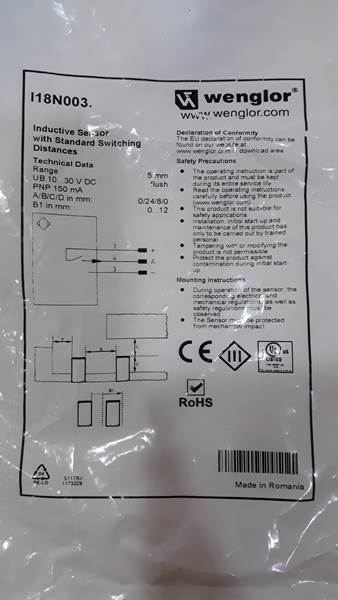 I18N003.
wenglor®
www.wenglor.com
Inductive Sensor
with Standard Switching
Distances
Technical Data
Range 5 mm
UB 10...30 V DC flush
PNP 150 mA
A/B/C/D in mm: 0/24/8/0
B1 in mm: 0...12
Declaration of Conformity
The EU declaration of conformity can be
found on our website at
www.wenglor.com in download area
Safety Precautions
• The operating instruction is part of
the product and must be kept
during its entire service life
• Read the operating instructions
carefully before using the product
(www.wenglor.com)
• This product is not suitable for
safety applications
• Installation, initial start-up and
maintenance of this product has
only to be carried out by trained
personal
• Tampering with or modifying the
product is not permissible
• Protect the product against
contamination during initial start-
up
Mounting instructions
• During operation of the sensor, the
corresponding electrical and
mechanical regulations, as well as
safety regulations must be
observed
• The Sensor must be protected
from mechanical impact
CE
III
UL
LISTED
RoHS
Made in Romania